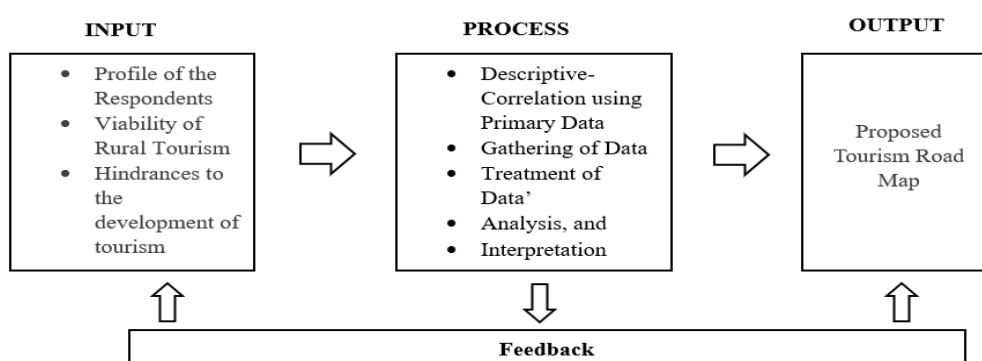 INPUT
• Profile of the
Respondents
• Viability of
Rural Tourism
• Hindrances to
the
development of
tourism
PROCESS
• Descriptive-
Correlation using
Primary Data
• Gathering of Data
• Treatment of
Data’
• Analysis, and
• Interpretation
OUTPUT
Proposed
Tourism Road
Map
Feedback